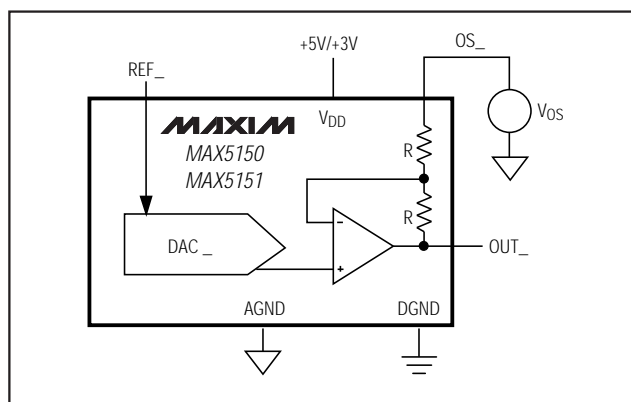 +5V/+3V
OS_
REF_
VOS
MAXIM
VDD
MAX5150
MAX5151
R
R
-
+
DAC _
OUT_
AGND
DGND